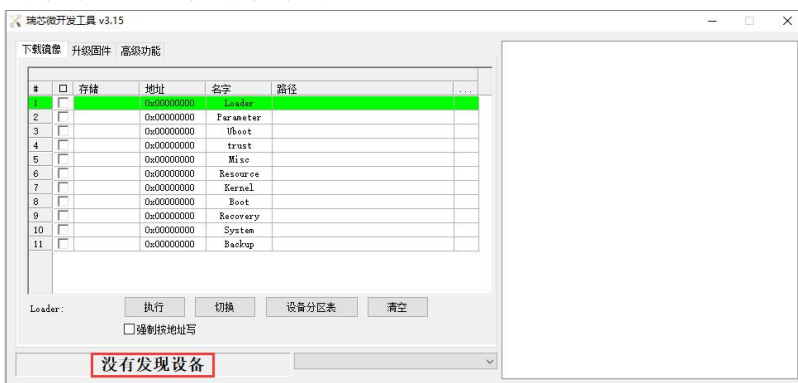 瑞芯微开发工具 v3.15
下载镜像 升级固件 高级功能
# 存储 地址 名字 路径 ...
1 0x00000000 Loader
2 0x00000000 Parameter
3 0x00000000 Uboot
4 0x00000000 trust
5 0x00000000 Misc
6 0x00000000 Resource
7 0x00000000 Kernel
8 0x00000000 Boot
9 0x00000000 Recovery
10 0x00000000 System
11 0x00000000 Backup
Loader: 执行 切换 设备分区表 清空
强制按地址写
没有发现设备